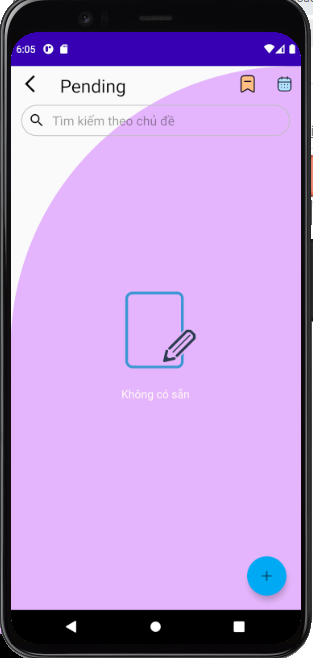 6:05
Pending
Tìm kiếm theo chủ đề
Không có sẵn